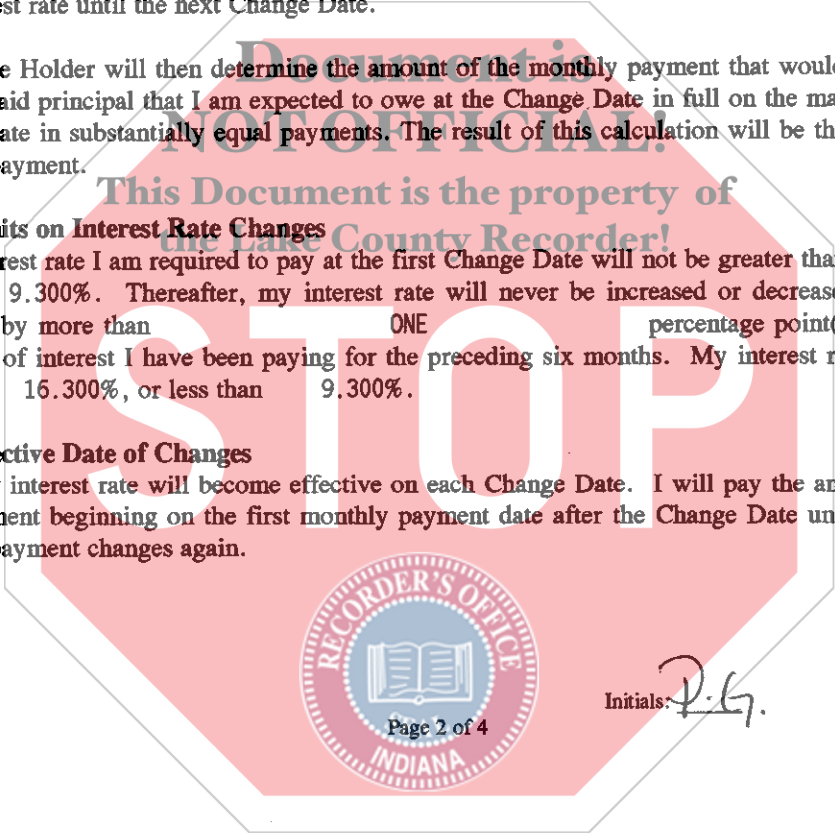 est rate until the next Change Date.
Document is
e Holder will then determine the amount of the monthly payment that would
aid principal that I am expected to owe at the Change Date in full on the ma
NOT OFFICIAL!
ate in substantially equal payments. The result of this calculation will be th
ayment.
This Document is the property of
the Lake County Recorder!
its on Interest Rate Changes
rest rate I am required to pay at the first Change Date will not be greater tha
9.300%. Thereafter, my interest rate will never be increased or decrease
by more than ONE percentage point(
of interest I have been paying for the preceding six months. My interest r
16.300%, or less than 9.300%.
STOP
ctive Date of Changes
interest rate will become effective on each Change Date. I will pay the an
ent beginning on the first monthly payment date after the Change Date un
ayment changes again.
RECORDER'S OFFICE
SEAL
INDIANA
Initials: P.G.
Page 2 of 4